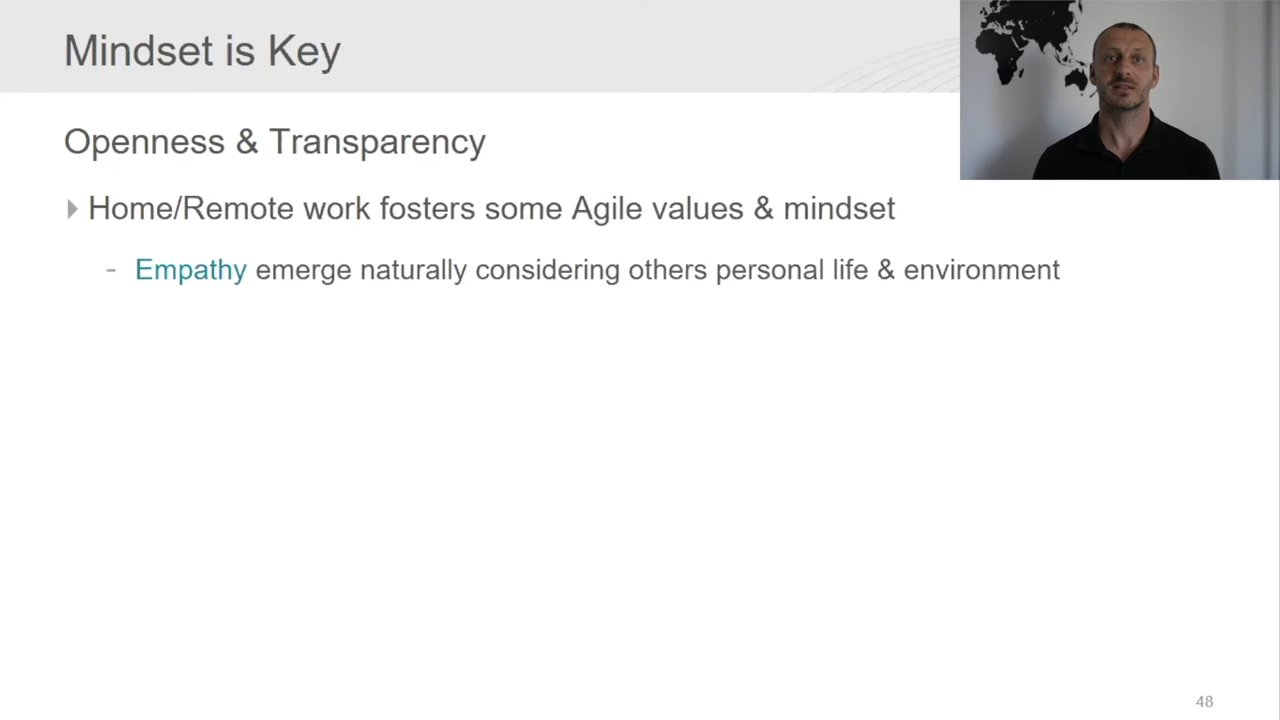 Mindset is Key
Openness & Transparency
Home/Remote work fosters some Agile values & mindset
- Empathy emerge naturally considering others personal life & environment
48